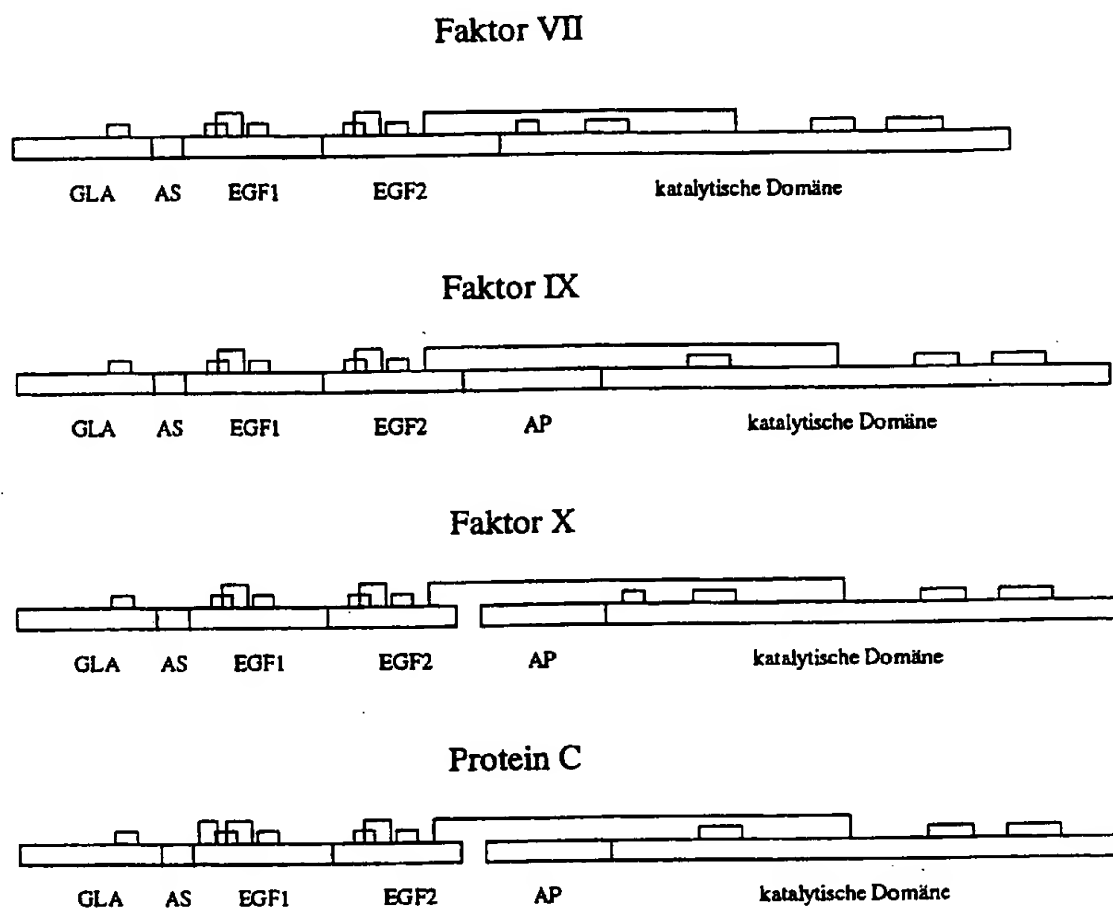 Faktor VII
GLA AS EGF1 EGF2 katalytische Domäne
Faktor IX
GLA AS EGF1 EGF2 AP katalytische Domäne
Faktor X
GLA AS EGF1 EGF2 AP katalytische Domäne
Protein C
GLA AS EGF1 EGF2 AP katalytische Domäne